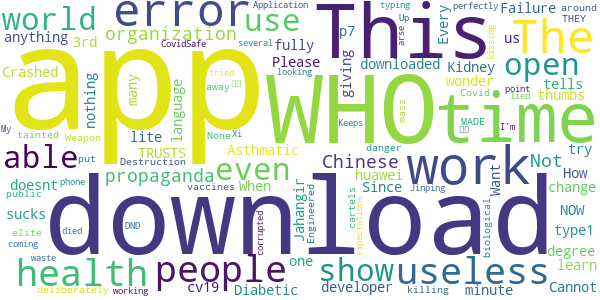 app
WHO
download
time
This
work
error
The
health
people
show
useless
able
even
open
use
world
organization
anything
3rd
Crashed
nothing
CovidSafe
Application
several
fully
Please
giving
p7
downloaded
Every
Failure
around
THEY
us
Kidney
wonder
tells
thumbs
Up
arse
typing
perfectly
kissing
looking
My
tainted
many
language
away
tried
None
Xi
Weapon
put
Destruction
TRUSTS
lite
Asthmatic
propaganda
vaccines
When
Chinese
huawei
Since
Covid
Keeps
mass
point
lied
MADE
I'm
danger
Not
try
How
Want
change
NOW
type1
degree
learn
Cannot
doesnt
phone
public
sucks
DND
elite
died
coming
waste
deliberately
working
cv19
Diabetic
corrupted
one
Jahangir
Engineered
cartels
expectations
Jinping
developer
killing
minute
biological